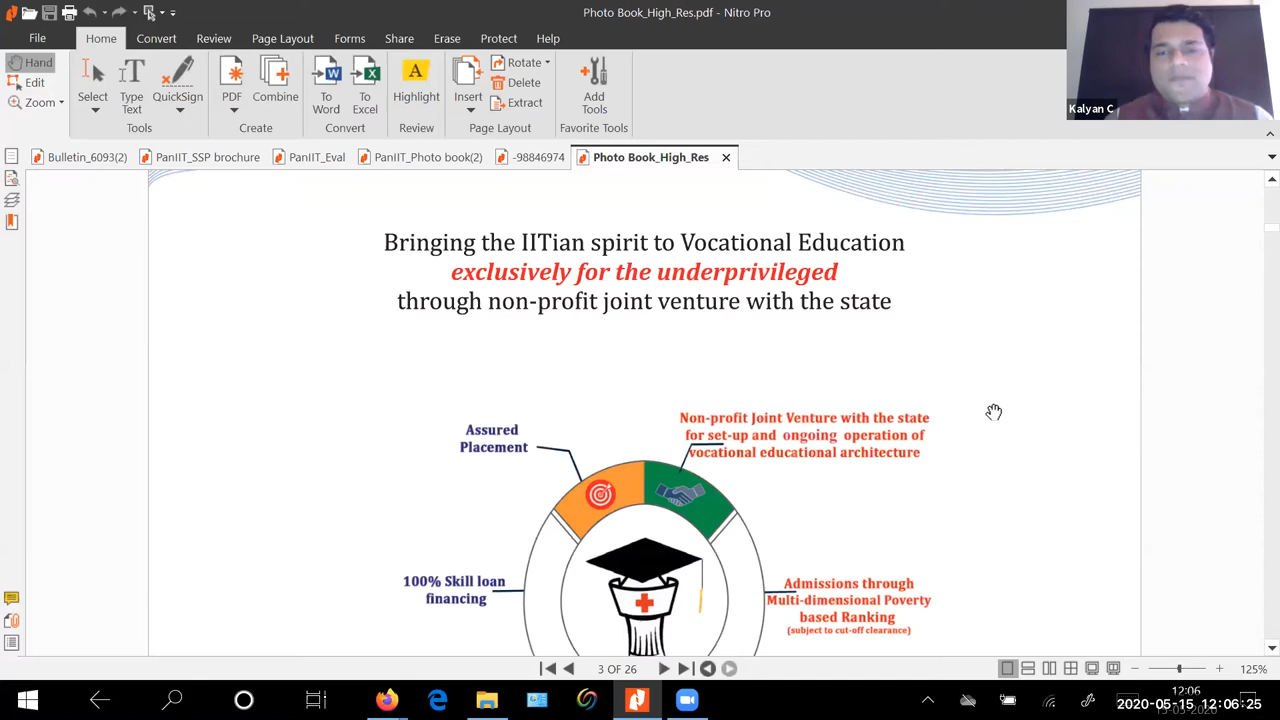 Photo Book_High_Res.pdf - Nitro Pro
File Home Convert Review Page Layout Forms Share Erase Protect Help
Hand
Edit
Zoom
Select
Type
Text
QuickSign
Tools
PDF
Combine
Create
To
Word
To
Excel
Convert
Highlight
Review
Insert
Rotate
Delete
Extract
Page Layout
Add
Tools
Favorite Tools
Kalyan C
Bulletin_6093(2) PanIIT_SSP brochure PanIIT_Eval PanIIT_Photo book(2) -98846974 Photo Book_High_Res
Bringing the IITian spirit to Vocational Education
exclusively for the underprivileged
through non-profit joint venture with the state
Assured
Placement
Non-profit Joint Venture with the state
for set-up and ongoing operation of
vocational educational architecture
100% Skill loan
financing
Admissions through
Multi-dimensional Poverty
based Ranking
(subject to cut-off clearance)
3 OF 26
125%
12:06
2020-05-15 12:06:25